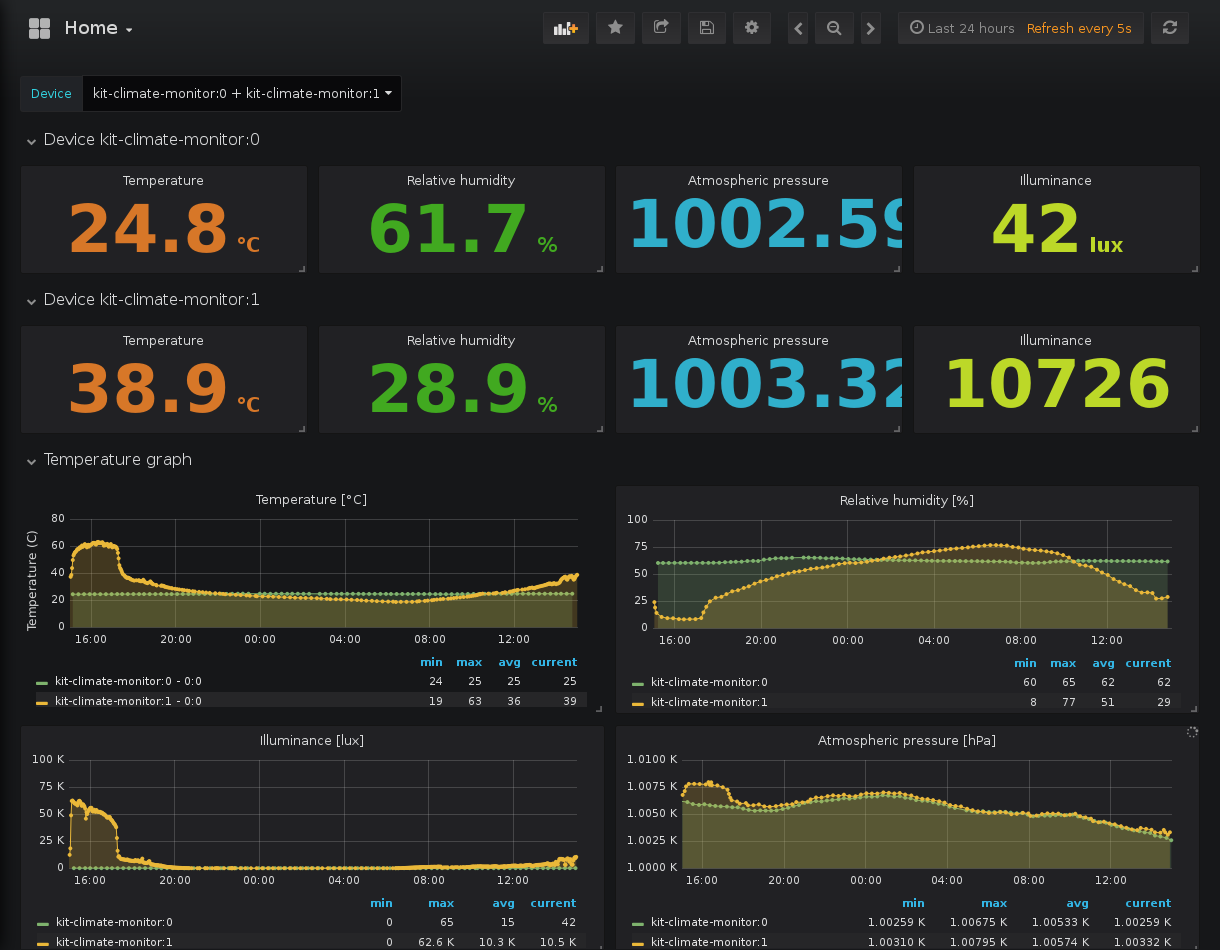 Home
Last 24 hours Refresh every 5s
Device kit-climate-monitor:0 + kit-climate-monitor:1
Device kit-climate-monitor:0
Temperature Relative humidity Atmospheric pressure Illuminance
24.8 °C 61.7 % 1002.59 42 lux
Device kit-climate-monitor:1
Temperature Relative humidity Atmospheric pressure Illuminance
38.9 °C 28.9 % 1003.32 10726
Temperature graph
Temperature [°C]
Temperature (C)
80
60
40
20
0
16:00 20:00 00:00 04:00 08:00 12:00
min max avg current
kit-climate-monitor:0 - 0:0 24 25 25 25
kit-climate-monitor:1 - 0:0 19 63 36 39
Relative humidity [%]
100
75
50
25
0
16:00 20:00 00:00 04:00 08:00 12:00
min max avg current
kit-climate-monitor:0 60 65 62 62
kit-climate-monitor:1 8 77 51 29
Illuminance [lux]
100 K
75 K
50 K
25 K
0
16:00 20:00 00:00 04:00 08:00 12:00
min max avg current
kit-climate-monitor:0 0 65 15 42
kit-climate-monitor:1 0 62.6 K 10.3 K 10.5 K
Atmospheric pressure [hPa]
1.0100 K
1.0075 K
1.0050 K
1.0025 K
1.0000 K
16:00 20:00 00:00 04:00 08:00 12:00
min max avg current
kit-climate-monitor:0 1.00259 K 1.00675 K 1.00533 K 1.00259 K
kit-climate-monitor:1 1.00310 K 1.00795 K 1.00574 K 1.00332 K